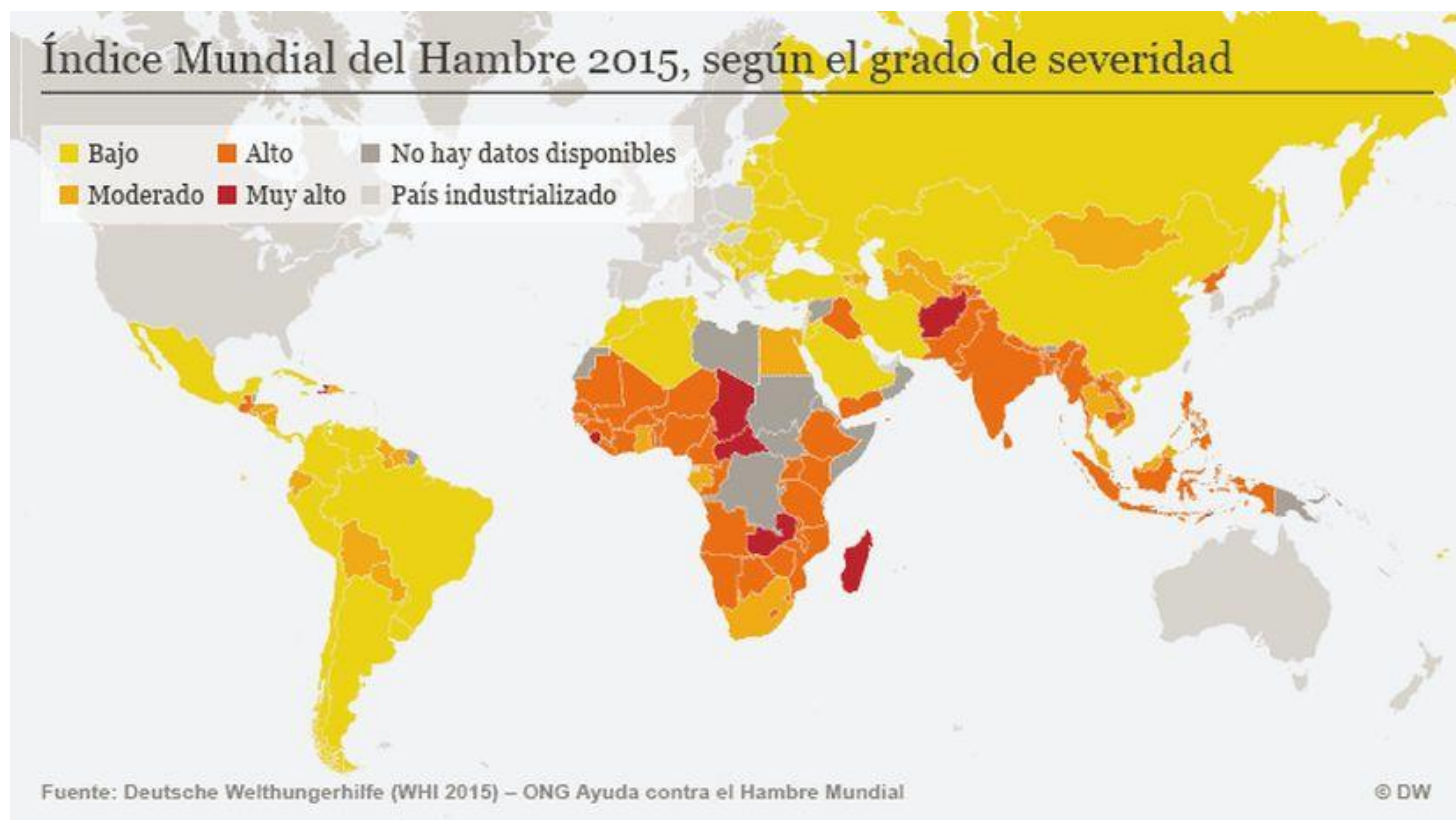 Índice Mundial del Hambre 2015, según el grado de severidad
Bajo
Alto
No hay datos disponibles
Moderado
Muy alto
País industrializado
Fuente: Deutsche Welthungerhilfe (WHI 2015) – ONG Ayuda contra el Hambre Mundial
© DW